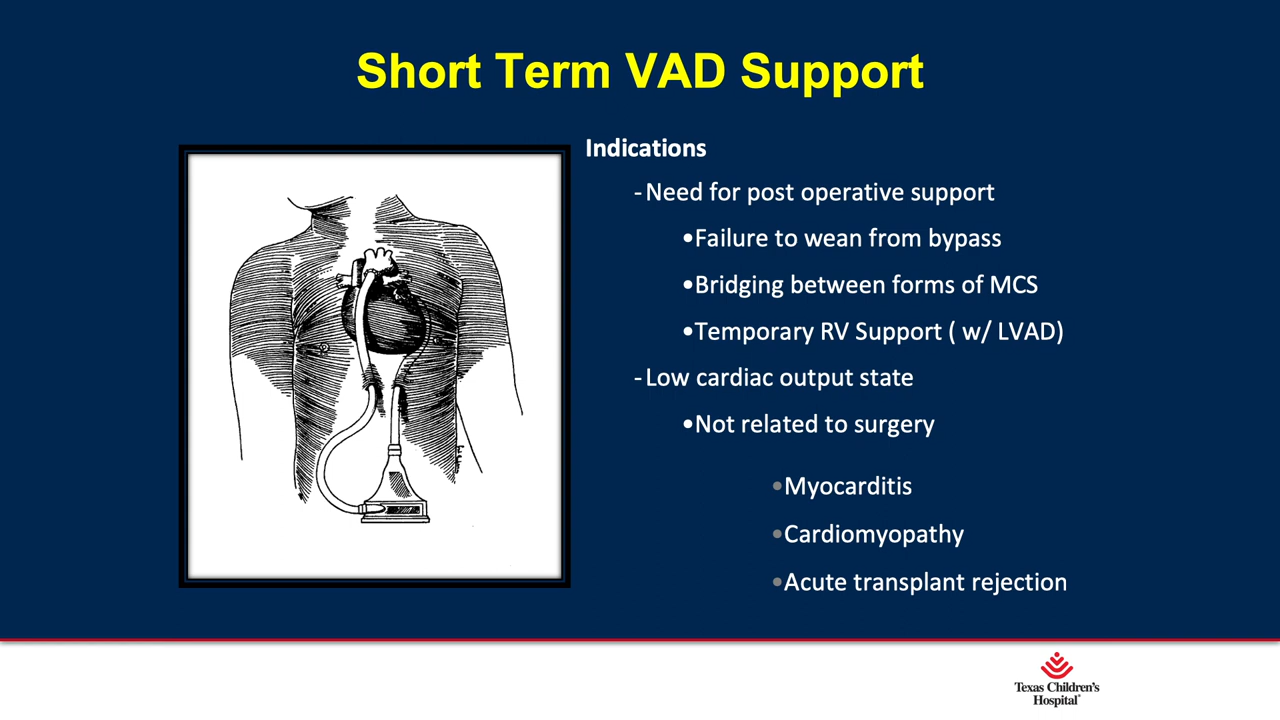 Short Term VAD Support
Indications
- Need for post operative support
•Failure to wean from bypass
•Bridging between forms of MCS
•Temporary RV Support ( w/ LVAD)
- Low cardiac output state
•Not related to surgery
•Myocarditis
•Cardiomyopathy
•Acute transplant rejection
Texas Children's
Hospital®